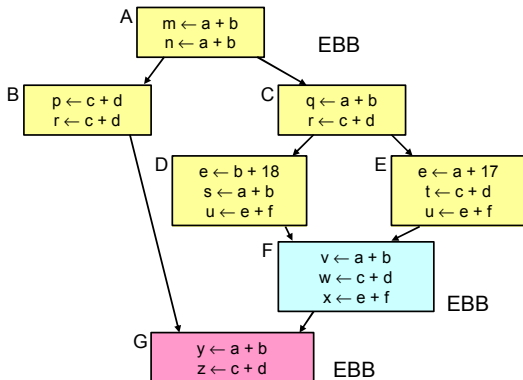 A
m ← a + b
n ← a + b
EBB
B
p ← c + d
r ← c + d
C
q ← a + b
r ← c + d
D
e ← b + 18
s ← a + b
u ← e + f
E
e ← a + 17
t ← c + d
u ← e + f
F
v ← a + b
w ← c + d
x ← e + f
EBB
G
y ← a + b
z ← c + d
EBB